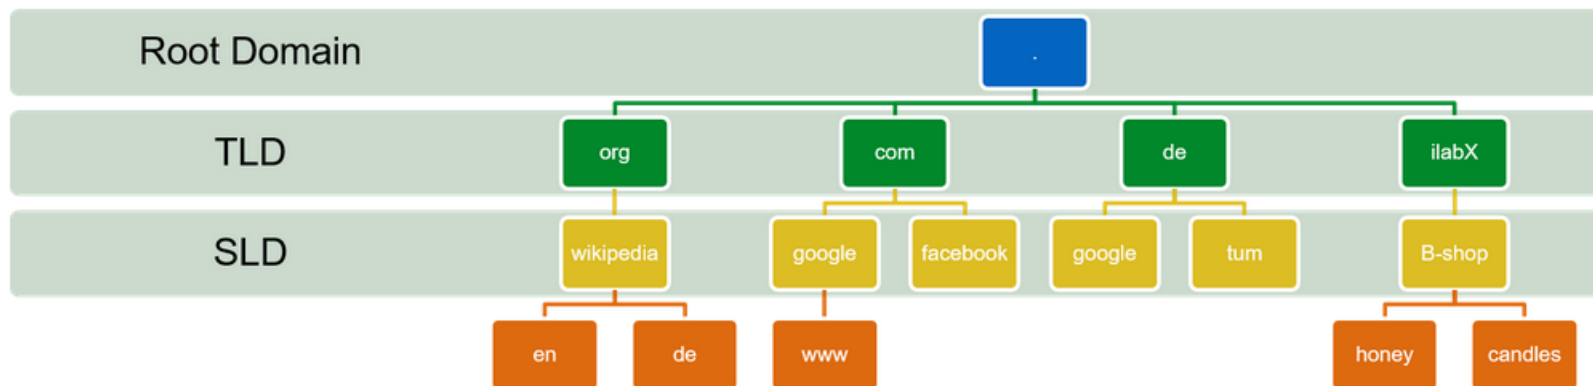 Root Domain
.
TLD
org
com
de
ilabX
SLD
wikipedia
google
facebook
google
tum
B-shop
en
de
www
honey
candles